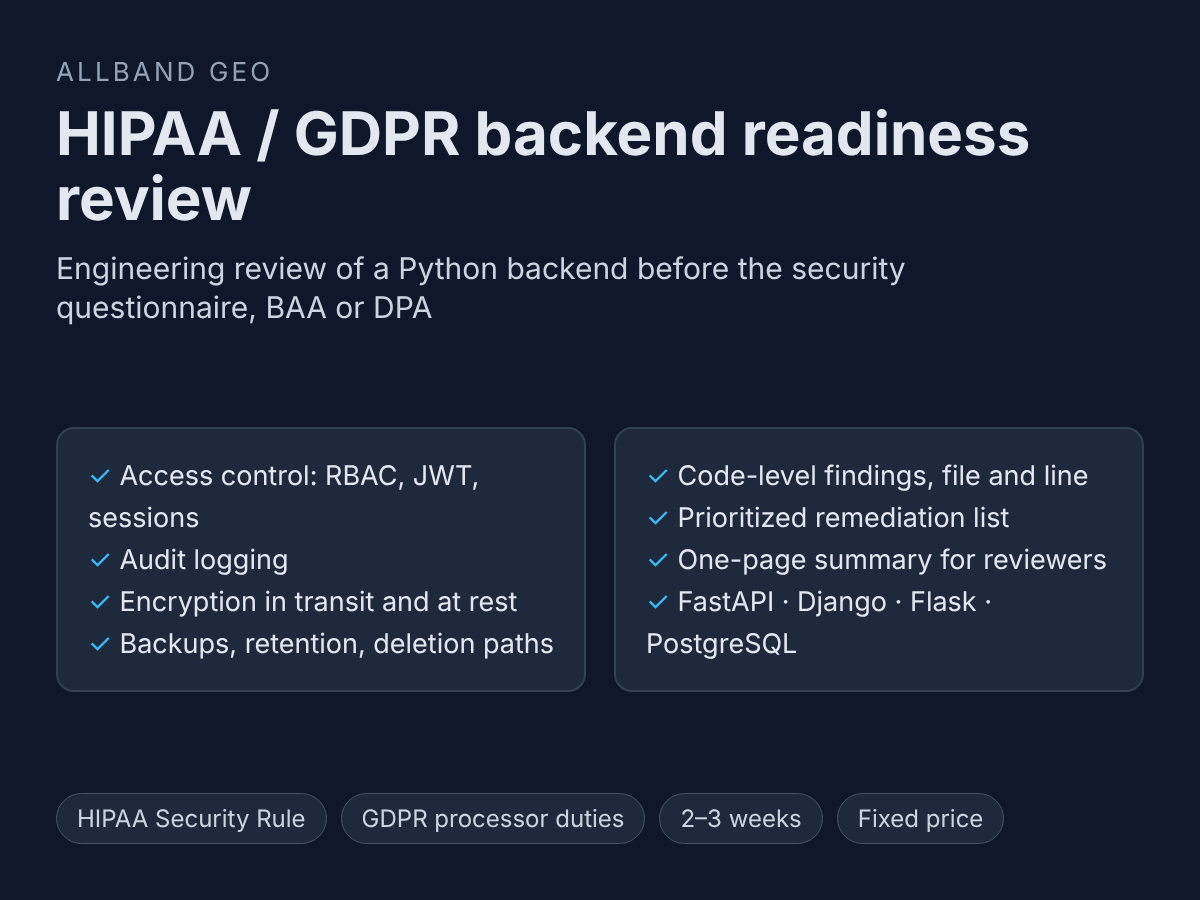 ALLBAND GEO
HIPAA / GDPR backend readiness
review
Engineering review of a Python backend before the security
questionnaire, BAA or DPA
✓ Access control: RBAC, JWT,
sessions
✓ Audit logging
✓ Encryption in transit and at rest
✓ Backups, retention, deletion paths
✓ Code-level findings, file and line
✓ Prioritized remediation list
✓ One-page summary for reviewers
✓ FastAPI · Django · Flask ·
PostgreSQL
HIPAA Security Rule
GDPR processor duties
2–3 weeks
Fixed price